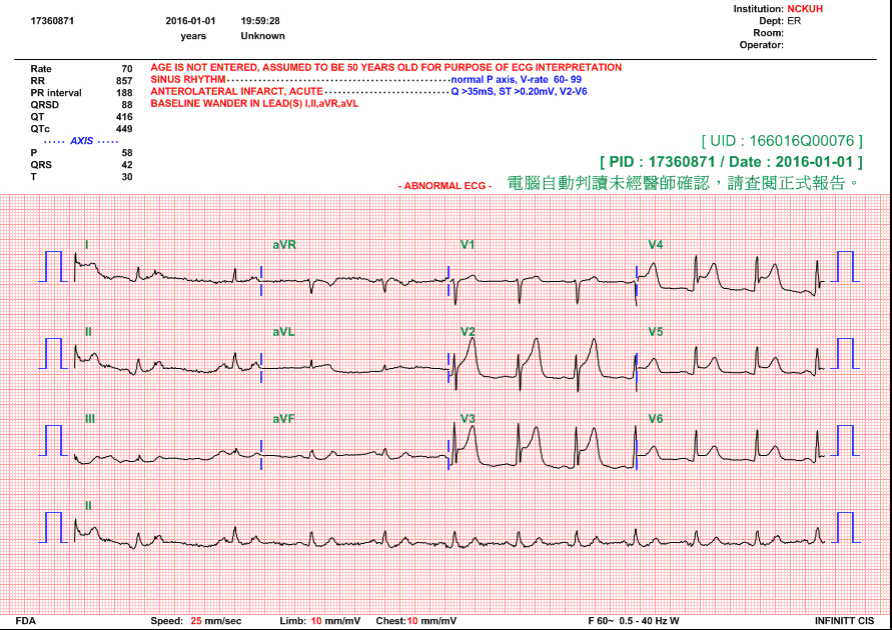 Institution: NCKUH
17360871 2016-01-01 19:59:28 Dept: ER
years Unknown Room:
Operator:
Rate 70 AGE IS NOT ENTERED, ASSUMED TO BE 50 YEARS OLD FOR PURPOSE OF ECG INTERPRETATION
RR 857 SINUS RHYTHM normal P axis, V-rate 60- 99
PR interval 188 ANTEROLATERAL INFARCT, ACUTE Q >35mS, ST >0.20mV, V2-V6
QRSD 88 BASELINE WANDER IN LEAD(S) I,II,aVR,aVL
QT 416
QTc 449
····· AXIS ·····
P 58
QRS 42
T 30
[ UID : 166016Q00076 ]
[ PID : 17360871 / Date : 2016-01-01 ]
- ABNORMAL ECG - 電腦自動判讀未經醫師確認，請查閱正式報告。
I aVR V1 V4
II aVL V2 V5
III aVF V3 V6
II
FDA Speed: 25 mm/sec Limb: 10 mm/mV Chest: 10 mm/mV F 60~ 0.5 - 40 Hz W INFINITT CIS